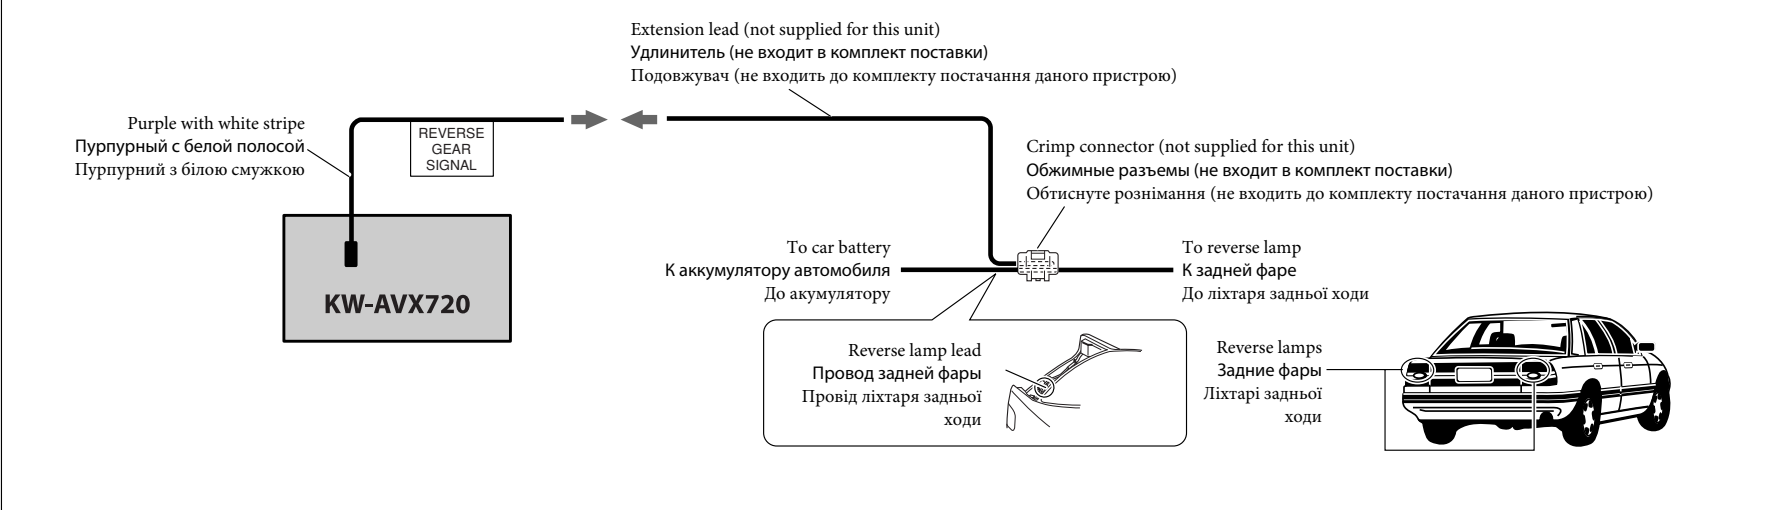 Extension lead (not supplied for this unit)
Удлинитель (не входит в комплект поставки)
Подовжувач (не входить до комплекту постачання даного пристрою)
Purple with white stripe
Пурпурный с белой полосой
Пурпурний з білою смужкою
REVERSE
GEAR
SIGNAL
Crimp connector (not supplied for this unit)
Обжимные разъемы (не входит в комплект поставки)
Обтиснуте рознімання (не входить до комплекту постачання даного пристрою)
KW-AVX720
To car battery
К аккумулятору автомобиля
До акумулятору
To reverse lamp
К задней фаре
До ліхтаря задньої ходи
Reverse lamp lead
Провод задней фары
Провід ліхтаря задньої
ходи
Reverse lamps
Задние фары
Ліхтарі задньої
ходи